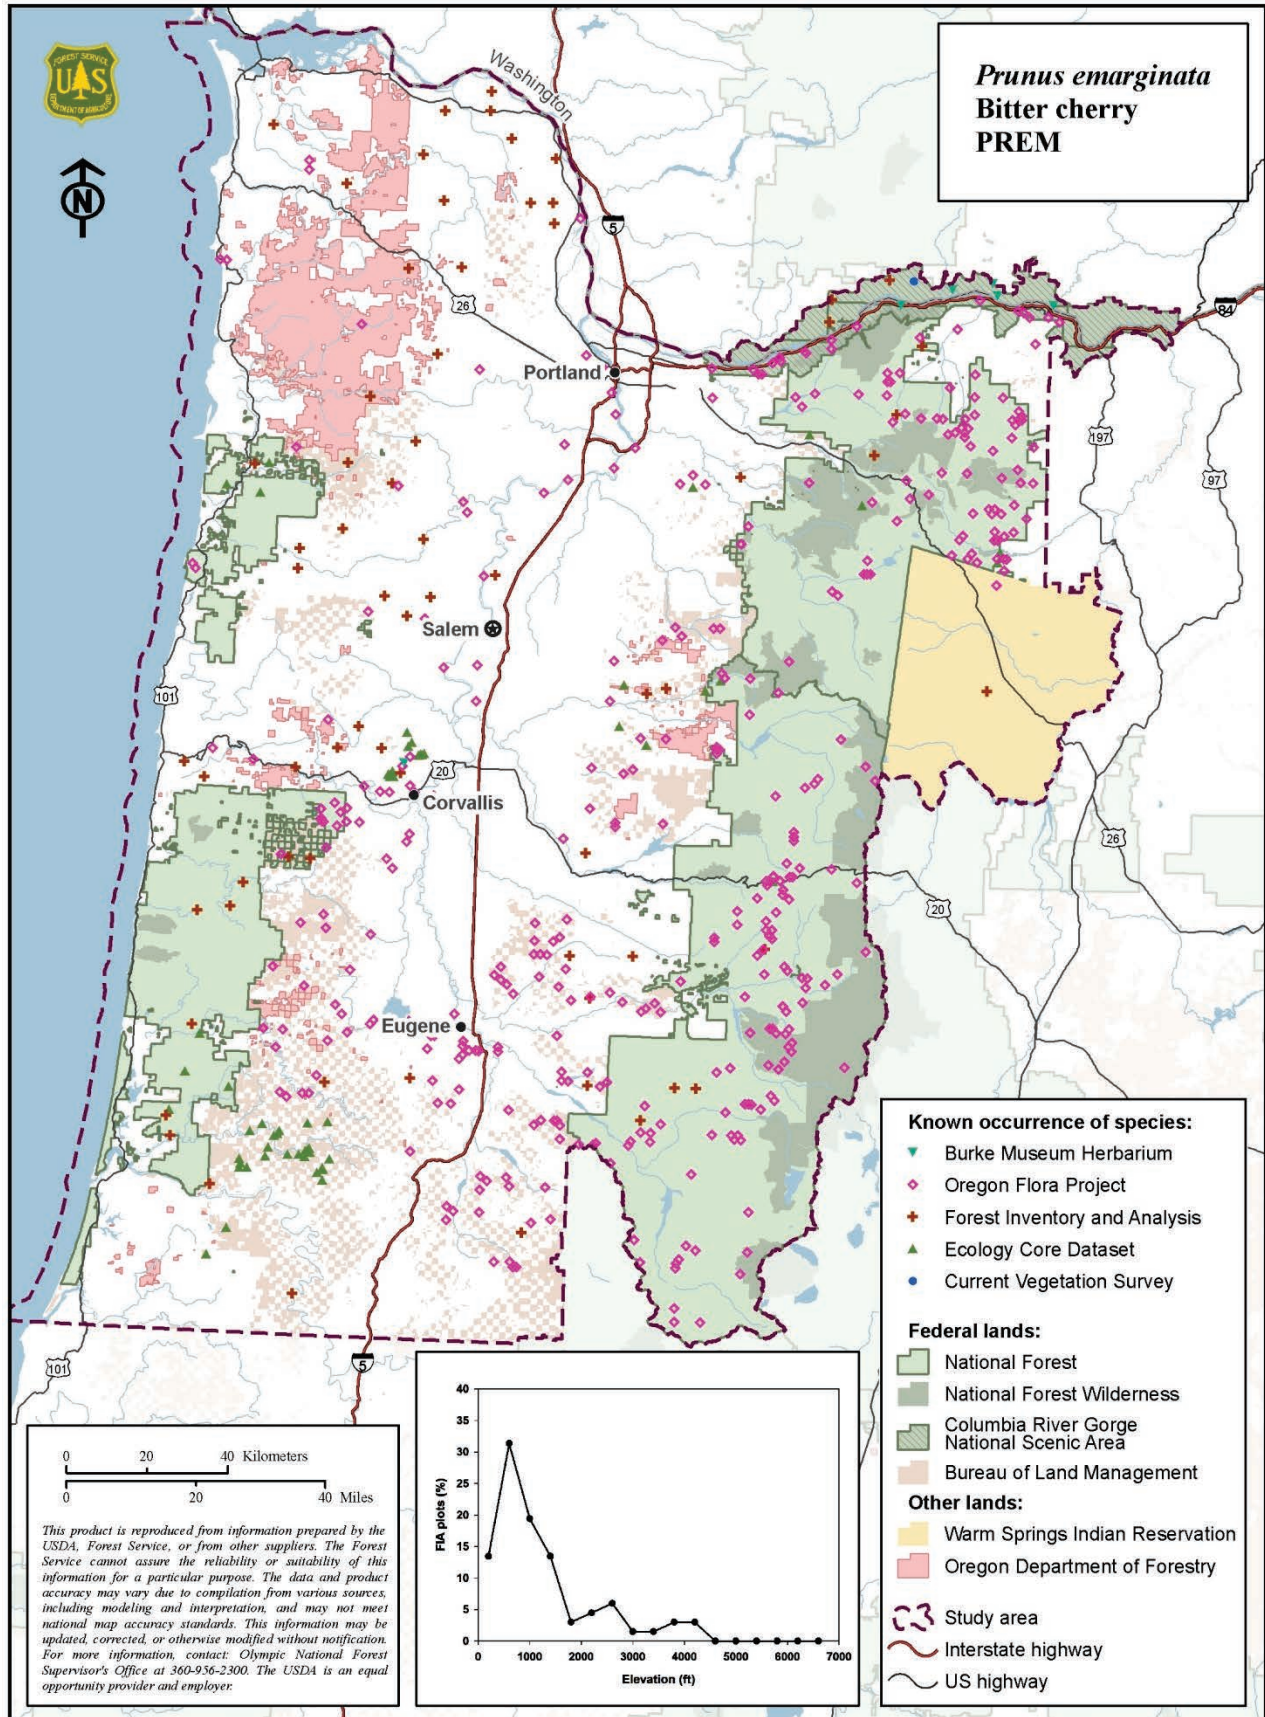 FOREST SERVICE
U S
DEPARTMENT OF AGRICULTURE
N
Prunus emarginata
Bitter cherry
PREM
Washington
5
84
26
Portland
197
97
Salem
101
20
Corvallis
26
20
Eugene
101
5
Known occurrence of species:
Burke Museum Herbarium
Oregon Flora Project
Forest Inventory and Analysis
Ecology Core Dataset
Current Vegetation Survey
Federal lands:
National Forest
National Forest Wilderness
Columbia River Gorge
National Scenic Area
Bureau of Land Management
Other lands:
Warm Springs Indian Reservation
Oregon Department of Forestry
Study area
Interstate highway
US highway
0 20 40 Kilometers
0 20 40 Miles
This product is reproduced from information prepared by the
USDA, Forest Service, or from other suppliers. The Forest
Service cannot assure the reliability or suitability of this
information for a particular purpose. The data and product
accuracy may vary due to compilation from various sources,
including modeling and interpretation, and may not meet
national map accuracy standards. This information may be
updated, corrected, or otherwise modified without notification.
For more information, contact: Olympic National Forest
Supervisor's Office at 360-956-2300. The USDA is an equal
opportunity provider and employer.
FIA plots (%)
40
35
30
25
20
15
10
5
0
0 1000 2000 3000 4000 5000 6000 7000
Elevation (ft)